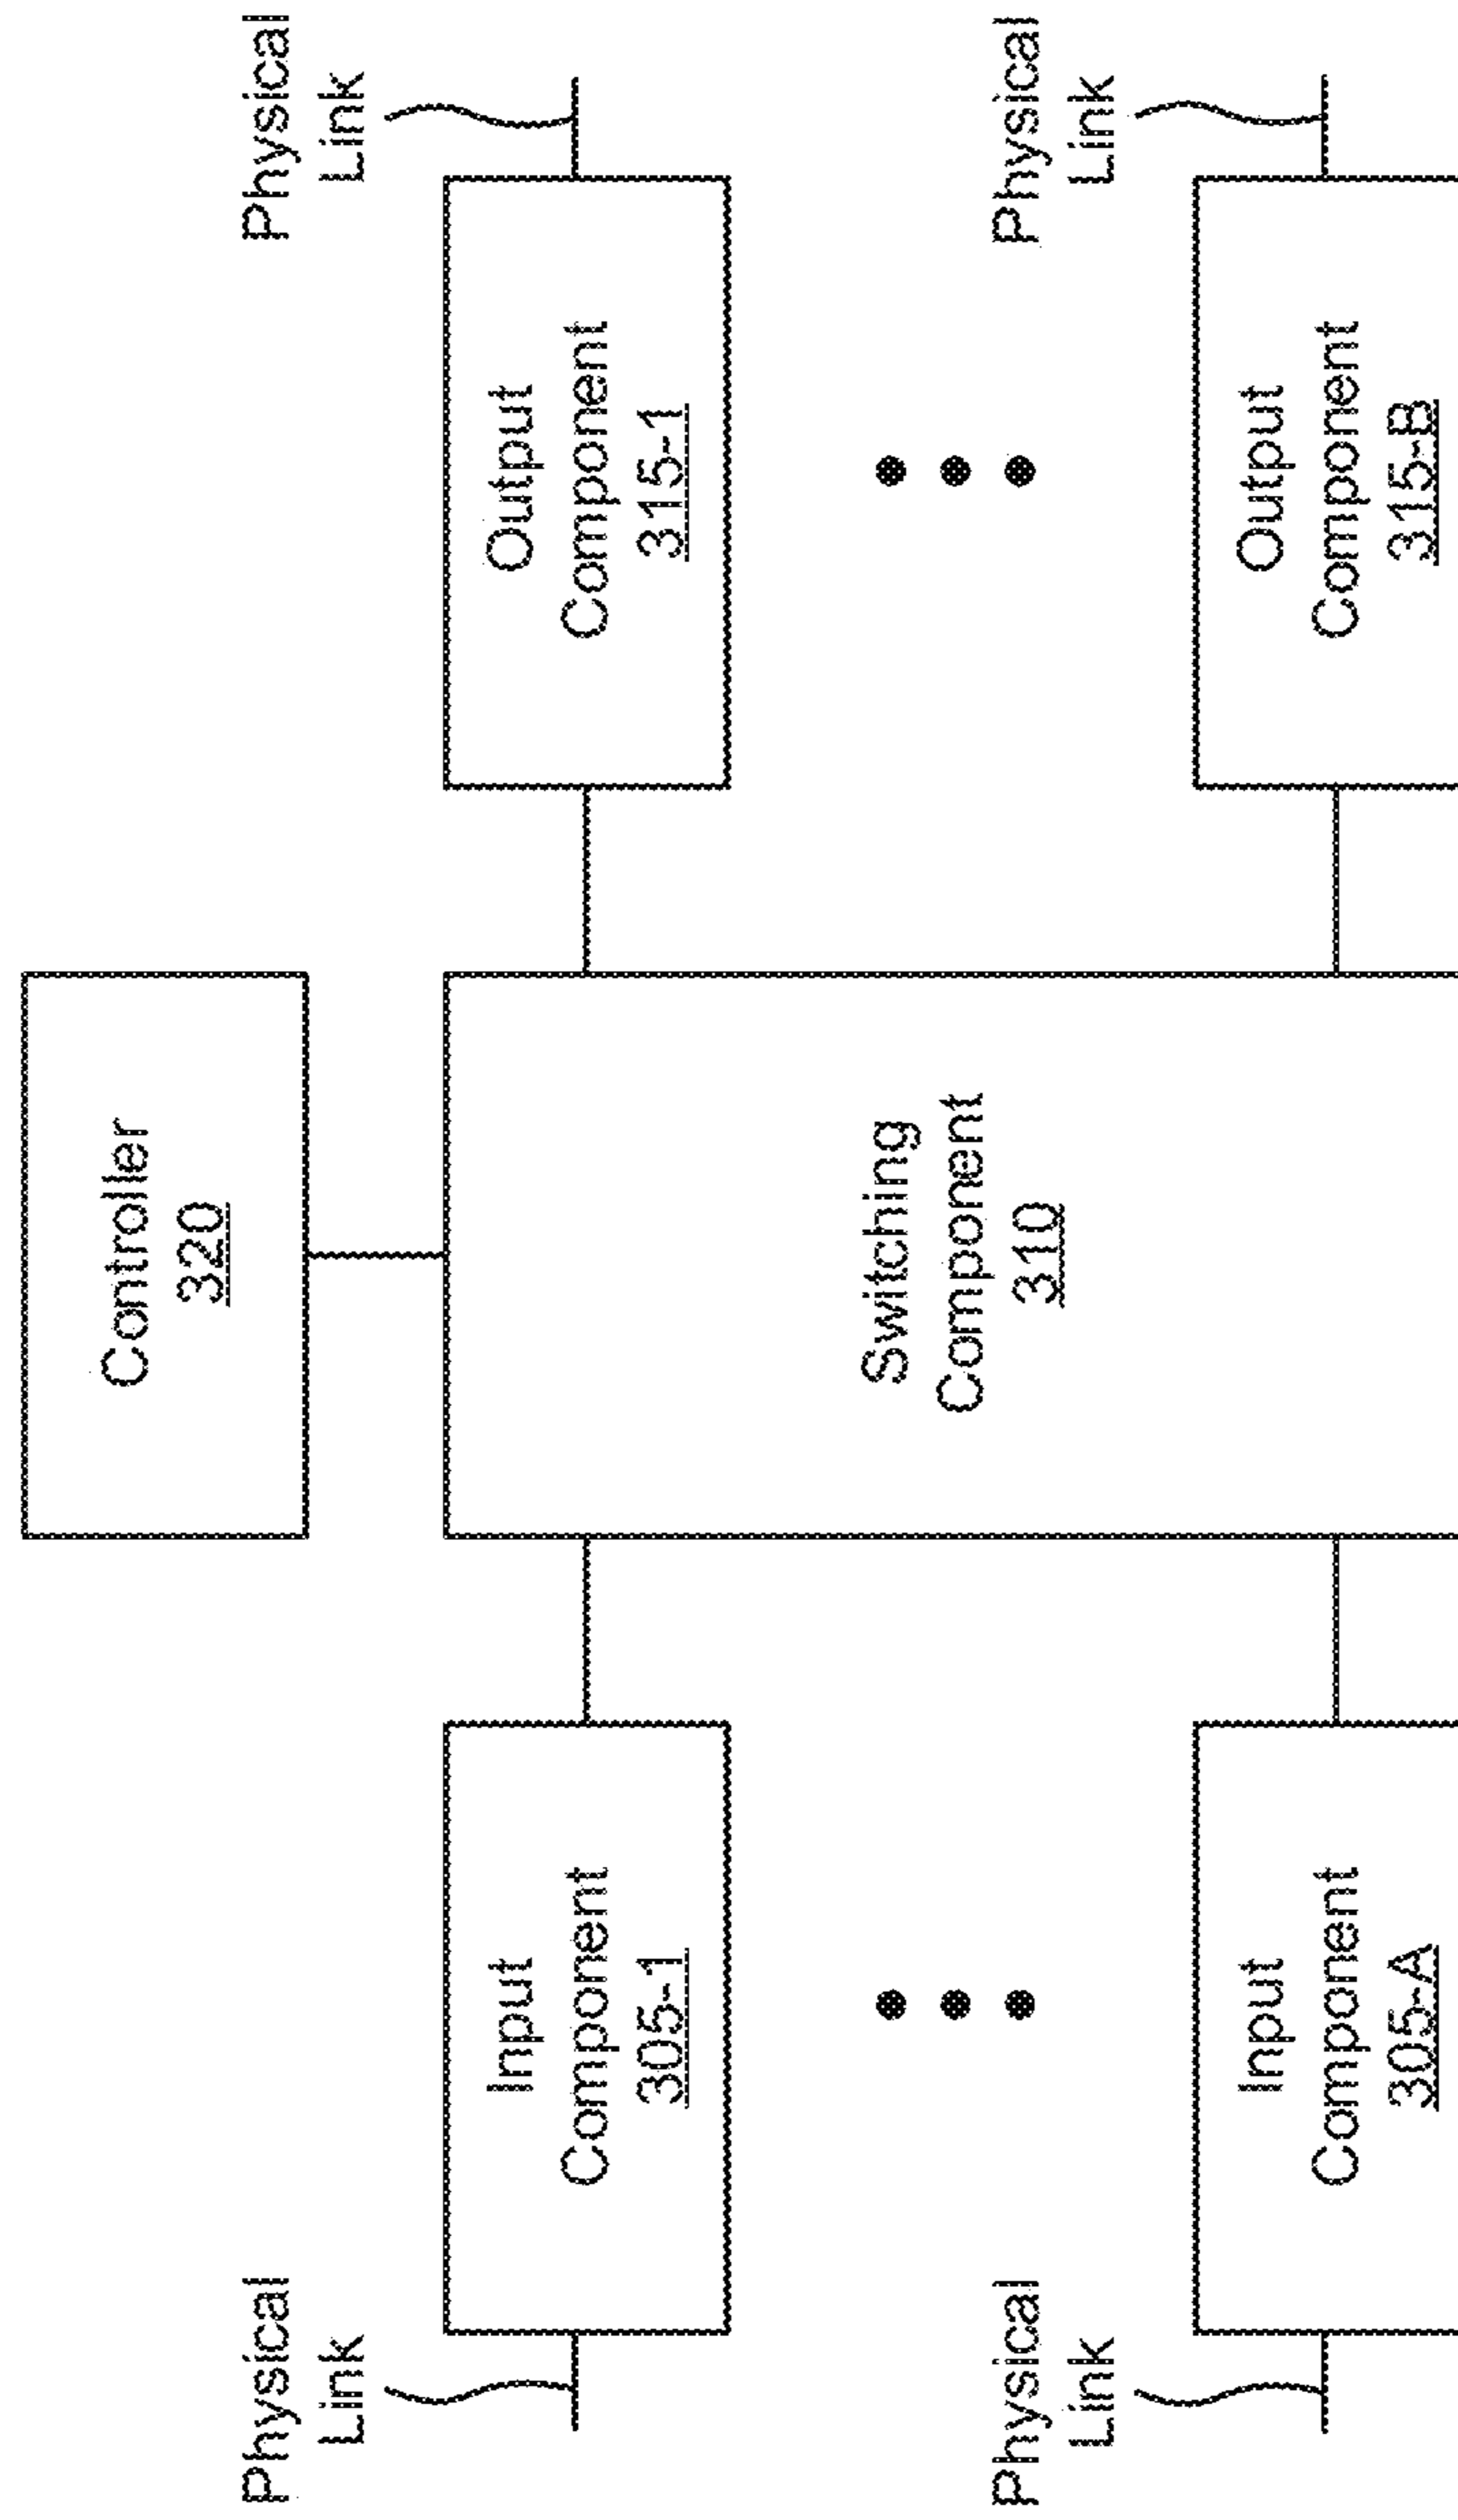 Controller
320
Physical
Link
Physical
Link
Input
Component
305-1
Output
Component
315-1
Switching
Component
310
Physical
Link
Physical
Link
Input
Component
305-A
Output
Component
315-B